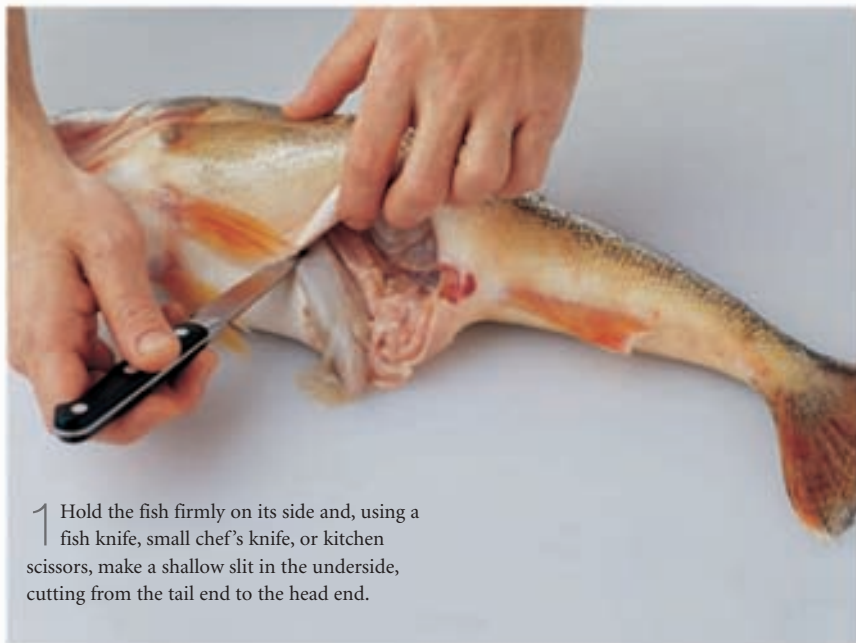 1 Hold the fish firmly on its side and, using a
fish knife, small chef's knife, or kitchen
scissors, make a shallow slit in the underside,
cutting from the tail end to the head end.